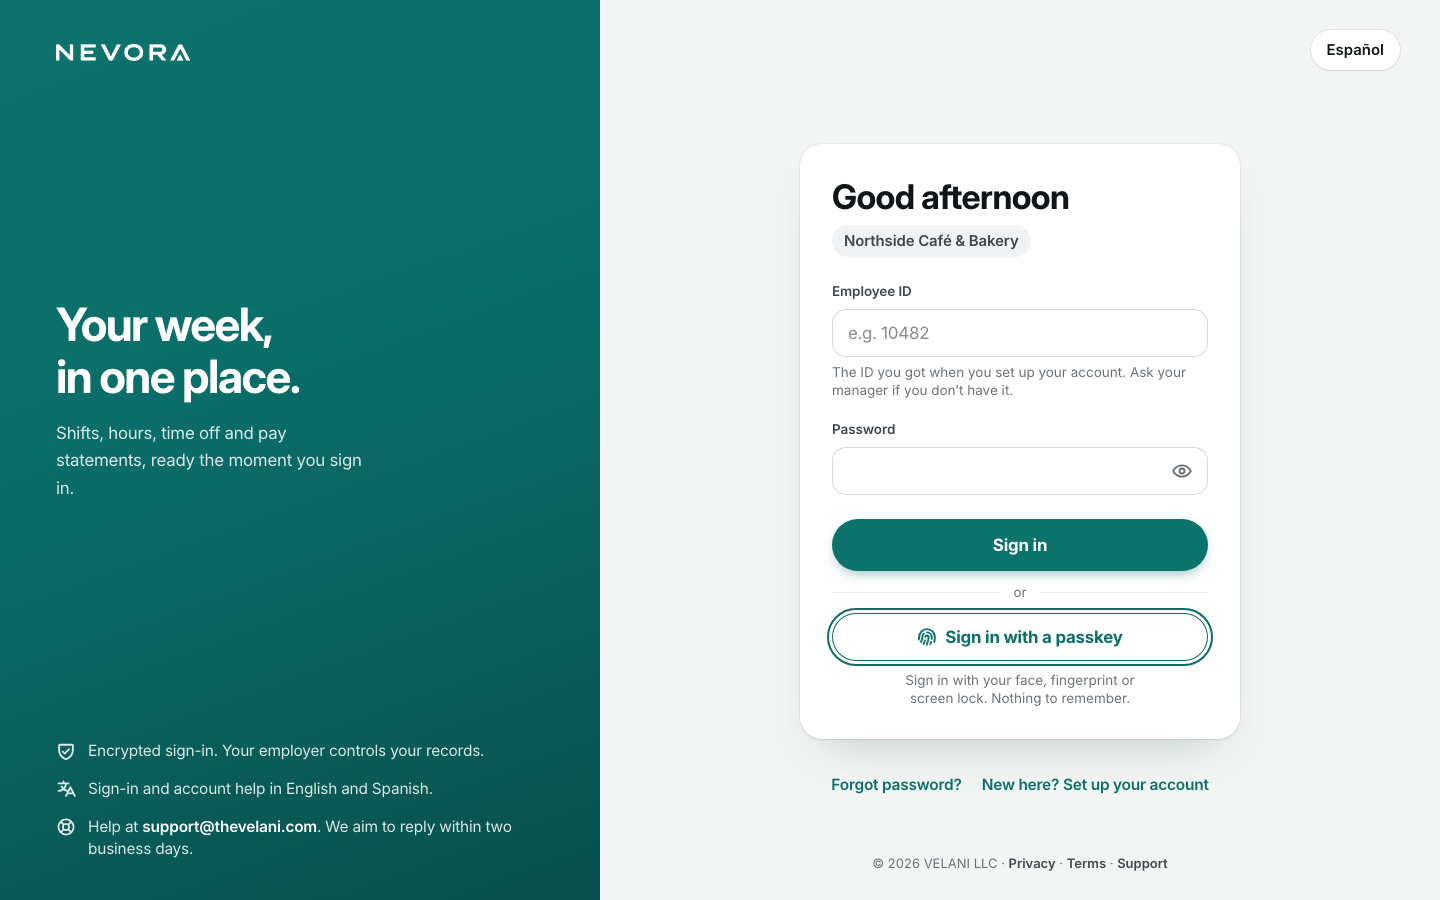 NEVORA
Your week,
in one place.
Shifts, hours, time off and pay
statements, ready the moment you sign
in.
Encrypted sign-in. Your employer controls your records.
Sign-in and account help in English and Spanish.
Help at support@thevelani.com. We aim to reply within two
business days.
Español
Good afternoon
Northside Café & Bakery
Employee ID
e.g. 10482
The ID you got when you set up your account. Ask your
manager if you don’t have it.
Password
Sign in
or
Sign in with a passkey
Sign in with your face, fingerprint or
screen lock. Nothing to remember.
Forgot password? New here? Set up your account
© 2026 VELANI LLC · Privacy · Terms · Support